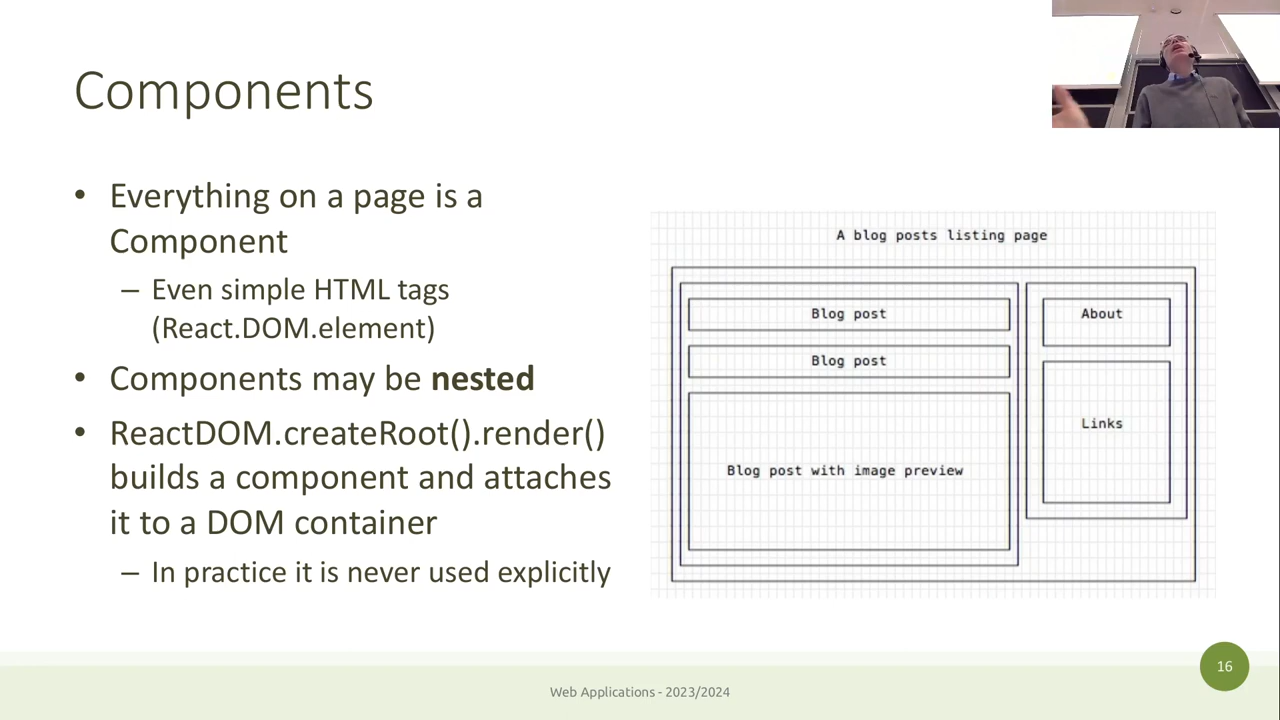 Components
• Everything on a page is a
Component
– Even simple HTML tags
(React.DOM.element)
• Components may be nested
• ReactDOM.createRoot().render()
builds a component and attaches
it to a DOM container
– In practice it is never used explicitly
A blog posts listing page
Blog post
Blog post
Blog post with image preview
About
Links
Web Applications - 2023/2024
16